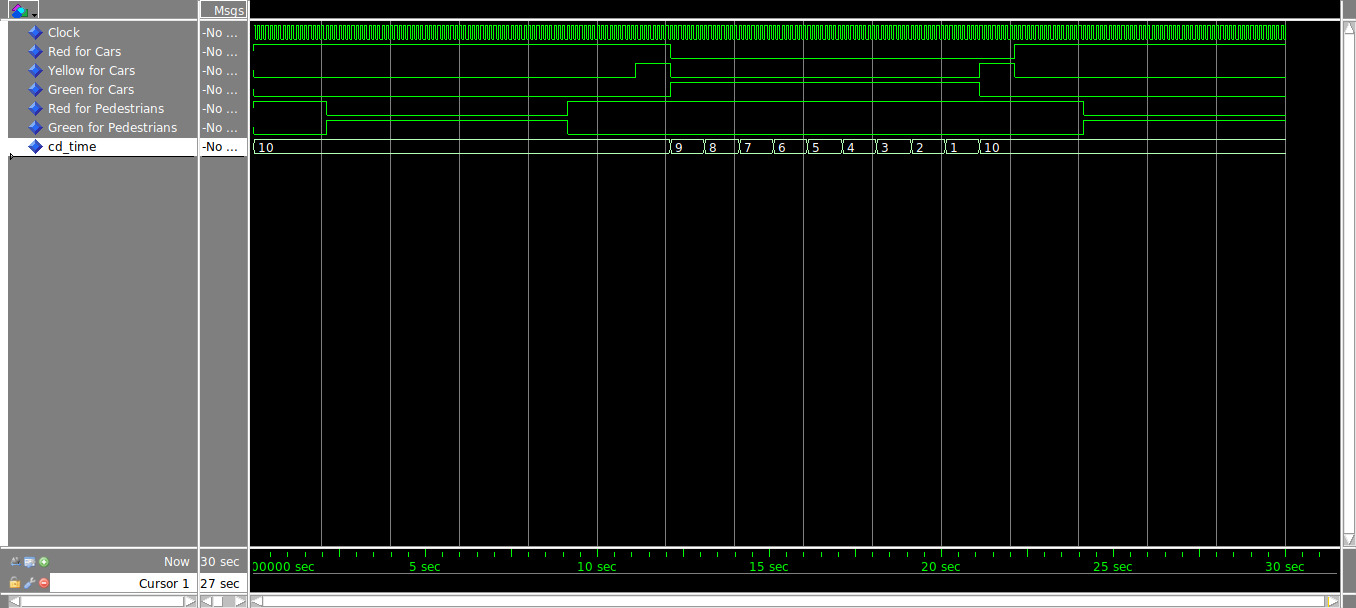 Msgs
Clock -No ...
Red for Cars -No ...
Yellow for Cars -No ...
Green for Cars -No ...
Red for Pedestrians -No ...
Green for Pedestrians -No ...
cd_time -No ... 10 9 8 7 6 5 4 3 2 1 10
Now 30 sec 00000 sec 5 sec 10 sec 15 sec 20 sec 25 sec 30 sec
Cursor 1 27 sec